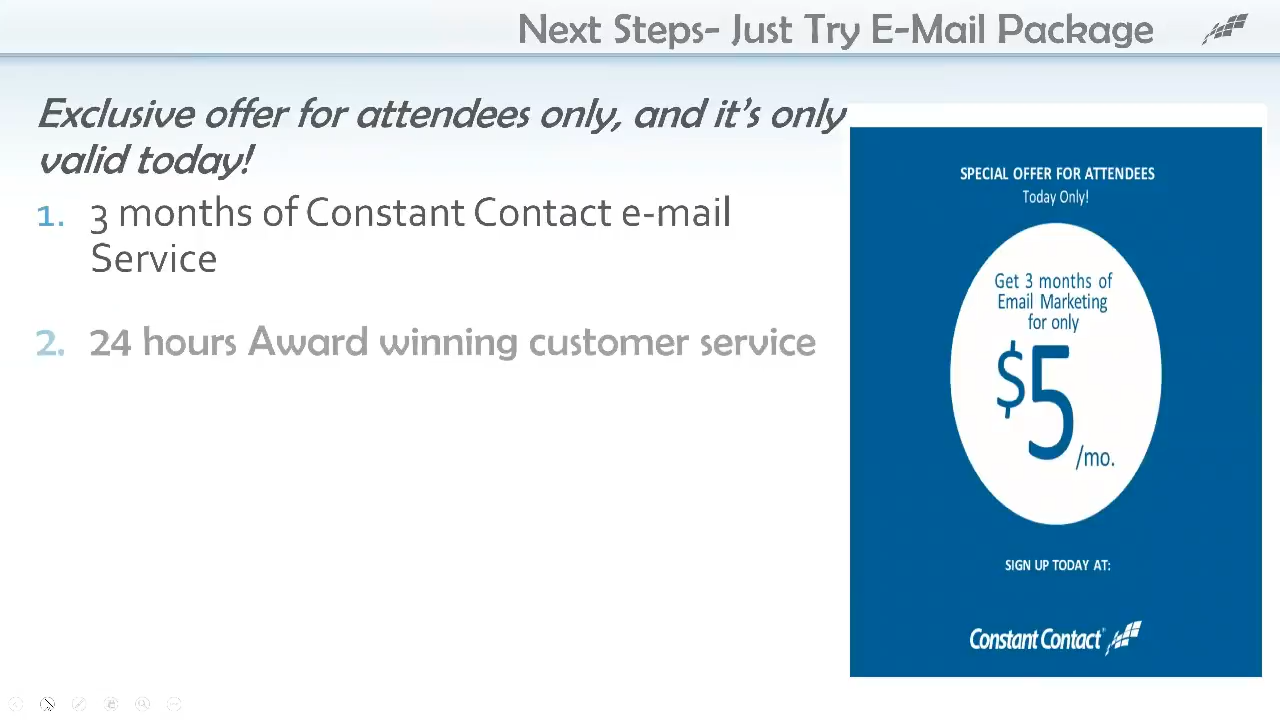 Next Steps- Just Try E-Mail Package
Exclusive offer for attendees only, and it's only
valid today!
1. 3 months of Constant Contact e-mail
Service
2. 24 hours Award winning customer service
SPECIAL OFFER FOR ATTENDEES
Today Only!
Get 3 months of
Email Marketing
for only
$5
/mo.
SIGN UP TODAY AT:
Constant Contact